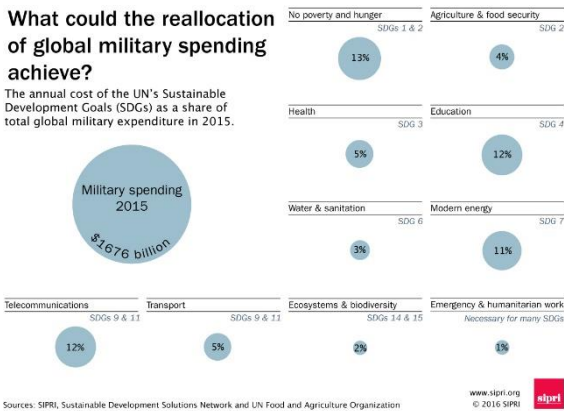 What could the reallocation
of global military spending
achieve?
The annual cost of the UN's Sustainable
Development Goals (SDGs) as a share of
total global military expenditure in 2015.
Military spending
2015
$1676 billion
No poverty and hunger
SDGs 1 & 2
13%
Agriculture & food security
SDG 2
4%
Health
SDG 3
5%
Education
SDG 4
12%
Water & sanitation
SDG 6
3%
Modern energy
SDG 7
11%
Telecommunications
SDGs 9 & 11
12%
Transport
SDGs 9 & 11
5%
Ecosystems & biodiversity
SDGs 14 & 15
2%
Emergency & humanitarian work
Necessary for many SDGs
1%
Sources: SIPRI, Sustainable Development Solutions Network and UN Food and Agriculture Organization
www.sipri.org
© 2016 SIPRI
sipri